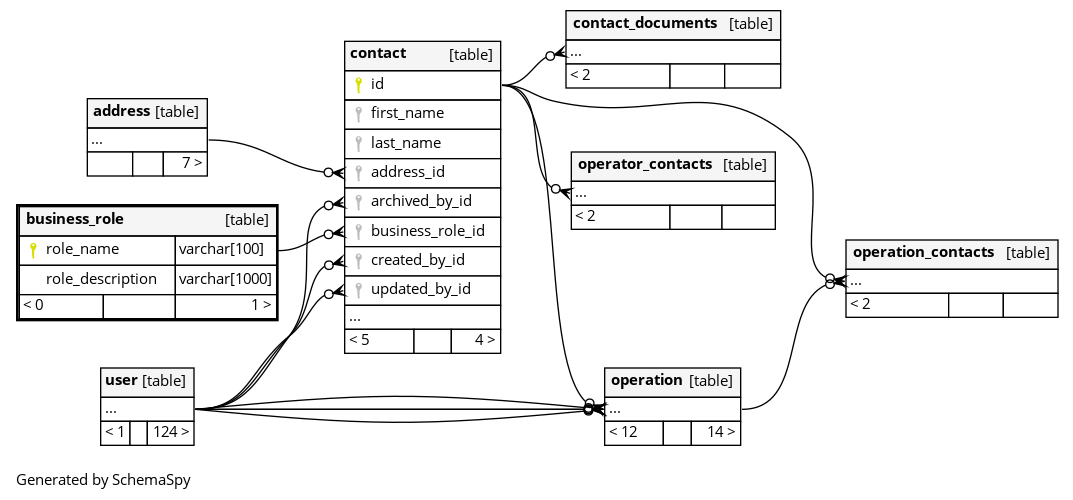 contact_documents [table]
...
< 2
contact [table]
id
first_name
last_name
address_id
archived_by_id
business_role_id
created_by_id
updated_by_id
...
< 5 4 >
address [table]
...
7 >
operator_contacts [table]
...
< 2
business_role [table]
role_name varchar[100]
role_description varchar[1000]
< 0 1 >
operation_contacts [table]
...
< 2
user [table]
...
< 1 124 >
operation [table]
...
< 12 14 >
Generated by SchemaSpy